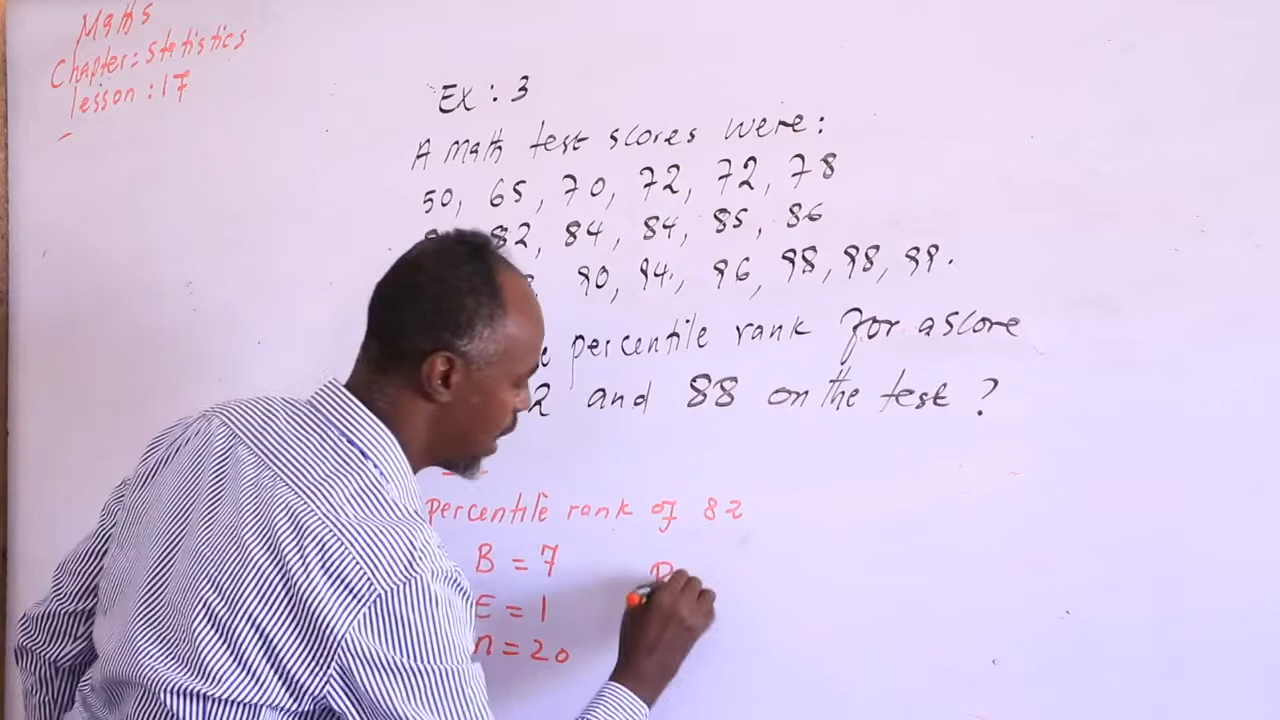 Maths
Chapter: Statistics
lesson : 17
Ex : 3
A math test scores were:
50, 65, 70, 72, 72, 78
82, 84, 84, 85, 86
90, 94, 96, 98, 98, 99.
percentile rank for a score
2 and 88 on the test ?
percentile rank of 82
B = 7
E = 1
n = 20